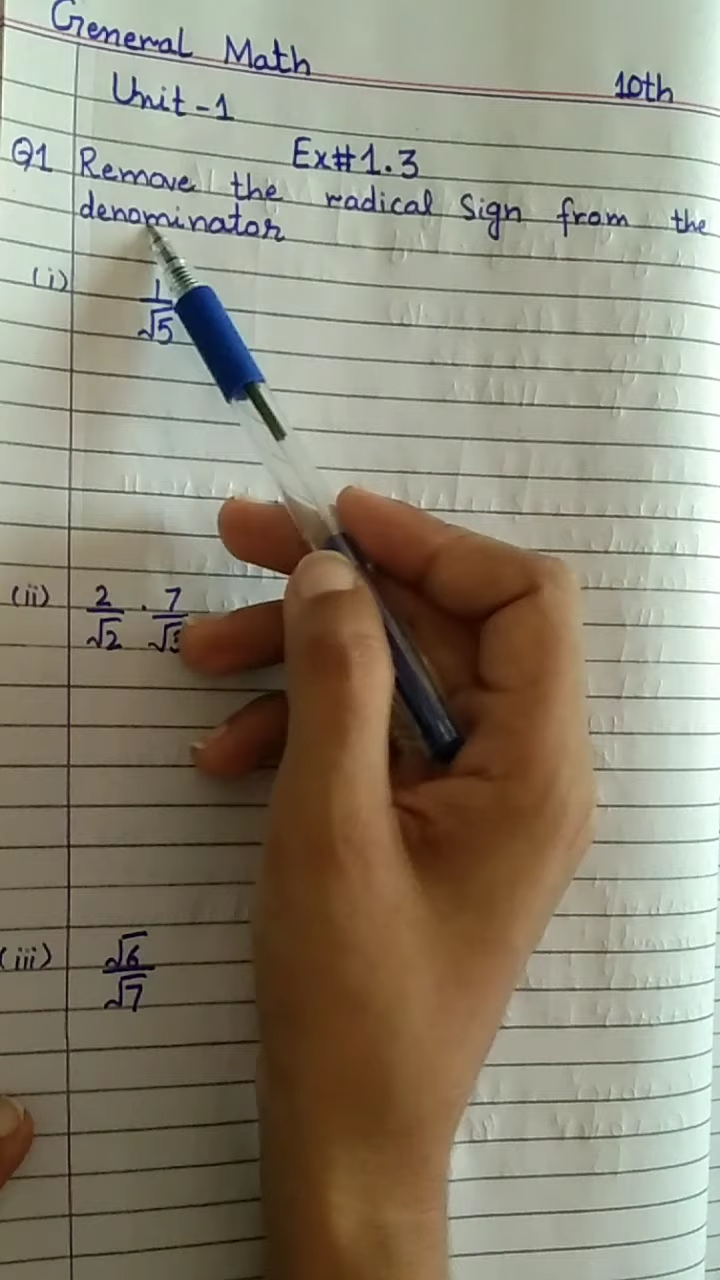 General Math
10th
Unit-1
Ex#1.3
Q1 Remove the radical Sign from the
denominator
(i) 1/√5
(ii) 2/√2 · 7/√3
(iii) √6/√7